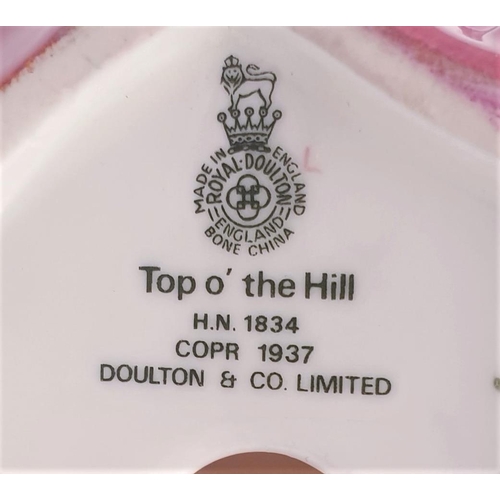 MADE IN ENGLAND
ROYAL·DOULTON
ENGLAND
BONE CHINA
L
Top o' the Hill
H.N. 1834
COPR 1937
DOULTON & CO. LIMITED